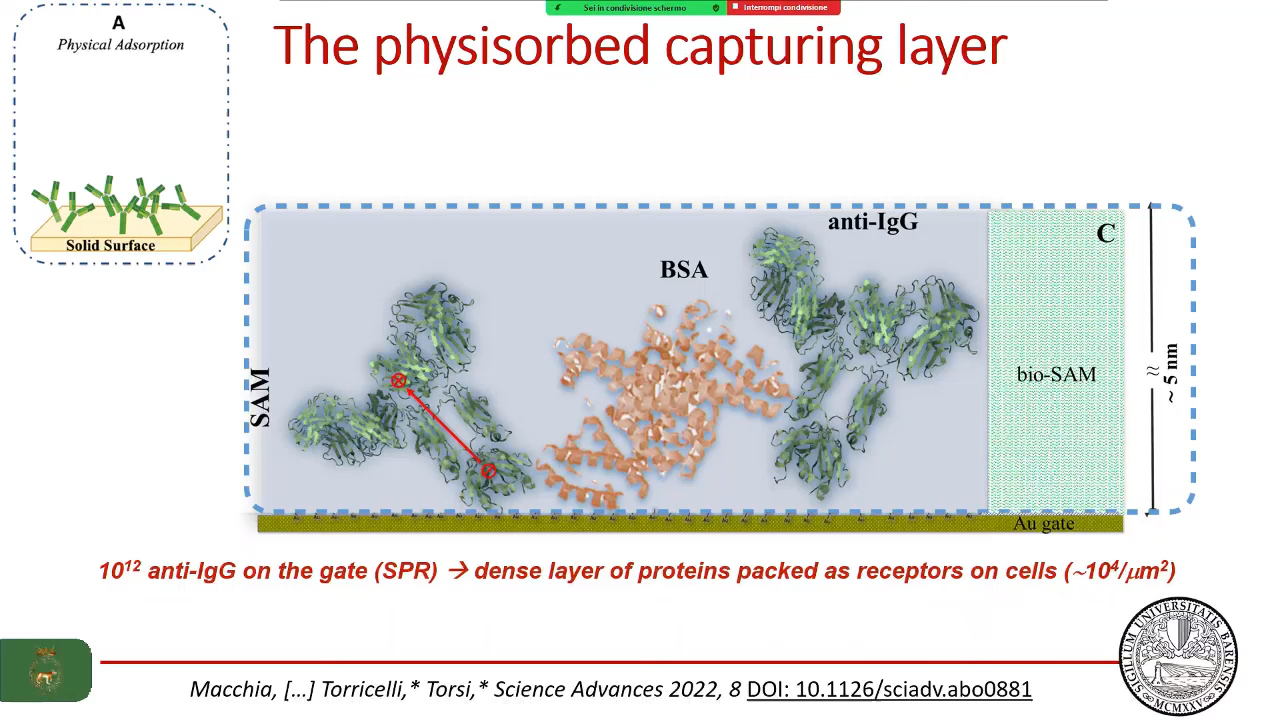 Sei in condivisione schermo
Interrompi condivisione
A
Physical Adsorption
The physisorbed capturing layer
Solid Surface
SAM
BSA
anti-IgG
C
bio-SAM
≈
~ 5 nm
Au gate
10¹² anti-IgG on the gate (SPR) → dense layer of proteins packed as receptors on cells (~10⁴/μm²)
SIGILLUM UNIVERSITATIS BARENSIS
MCMXXV
Macchia, […] Torricelli,* Torsi,* Science Advances 2022, 8 DOI: 10.1126/sciadv.abo0881